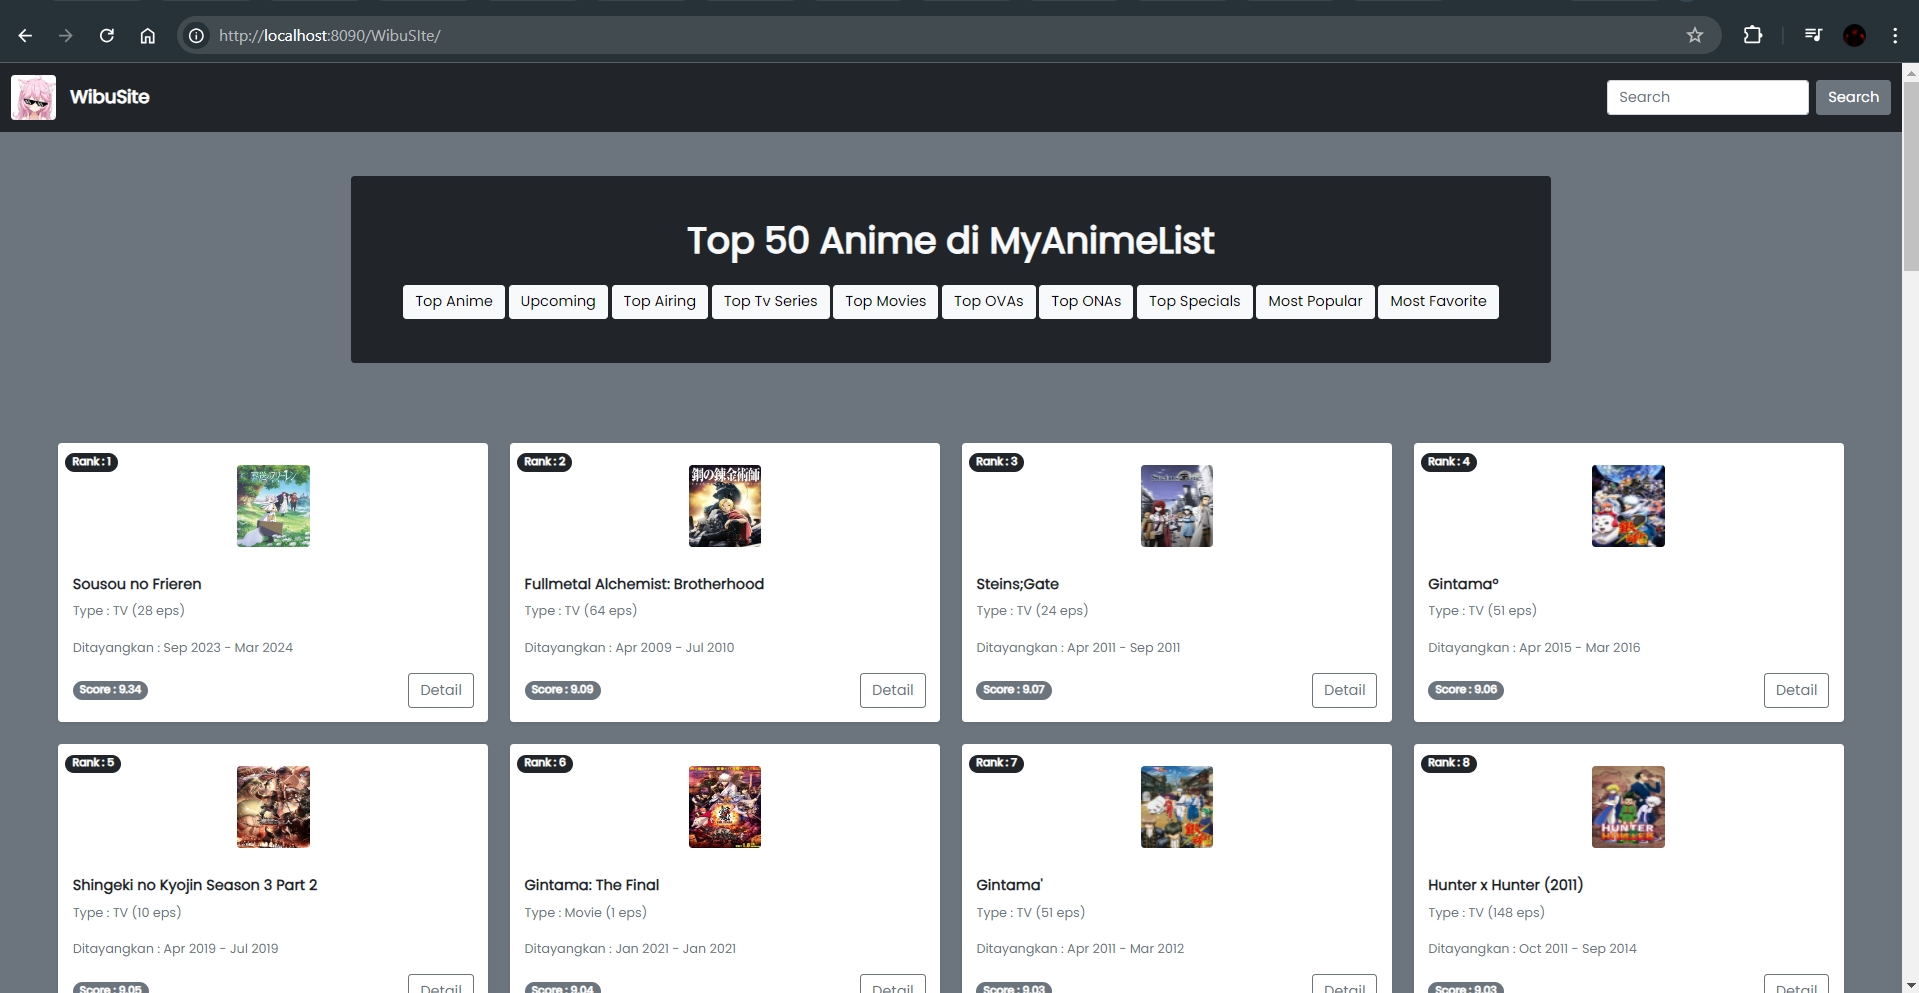 http://localhost:8090/WibuSIte/
WibuSite
Search
Search
Top 50 Anime di MyAnimeList
Top Anime
Upcoming
Top Airing
Top Tv Series
Top Movies
Top OVAs
Top ONAs
Top Specials
Most Popular
Most Favorite
Rank : 1
Sousou no Frieren
Type : TV (28 eps)
Ditayangkan : Sep 2023 - Mar 2024
Score : 9.34
Detail
Rank : 2
鋼の錬金術師
Fullmetal Alchemist: Brotherhood
Type : TV (64 eps)
Ditayangkan : Apr 2009 - Jul 2010
Score : 9.09
Detail
Rank : 3
Steins;Gate
Type : TV (24 eps)
Ditayangkan : Apr 2011 - Sep 2011
Score : 9.07
Detail
Rank : 4
Gintama°
Type : TV (51 eps)
Ditayangkan : Apr 2015 - Mar 2016
Score : 9.06
Detail
Rank : 5
Shingeki no Kyojin Season 3 Part 2
Type : TV (10 eps)
Ditayangkan : Apr 2019 - Jul 2019
Score : 9.05
Detail
Rank : 6
Gintama: The Final
Type : Movie (1 eps)
Ditayangkan : Jan 2021 - Jan 2021
Score : 9.04
Detail
Rank : 7
Gintama'
Type : TV (51 eps)
Ditayangkan : Apr 2011 - Mar 2012
Score : 9.03
Detail
Rank : 8
HUNTER
HUNTER
Hunter x Hunter (2011)
Type : TV (148 eps)
Ditayangkan : Oct 2011 - Sep 2014
Score : 9.03
Detail